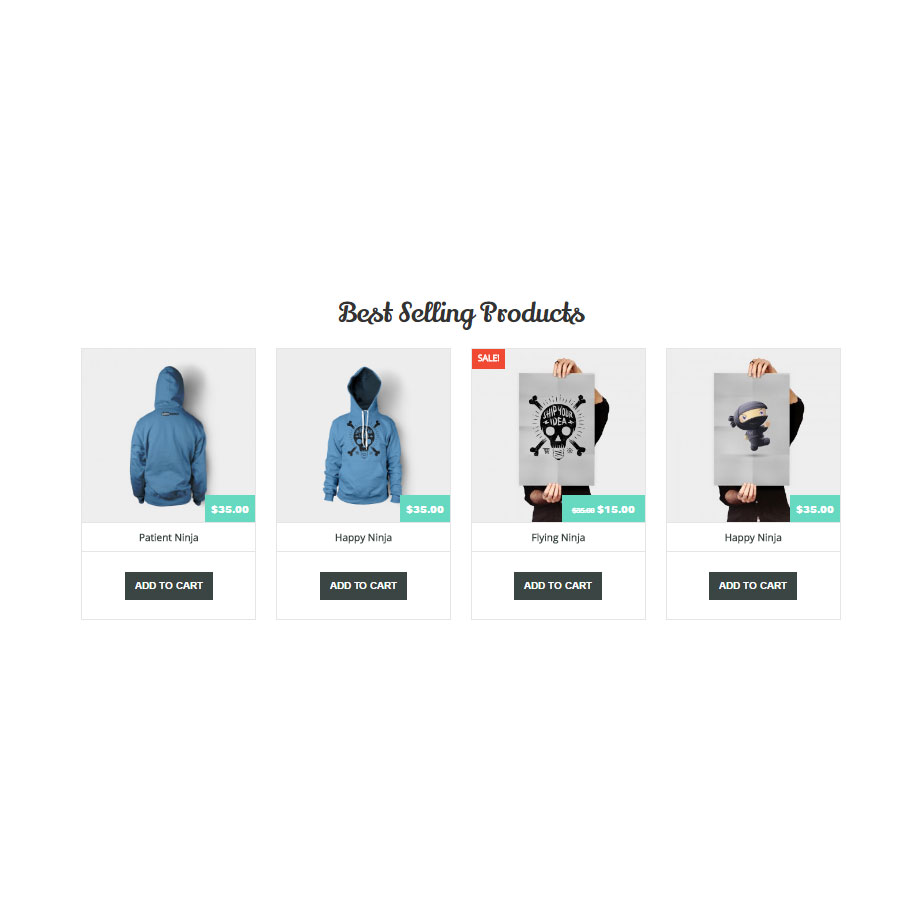 Best Selling Products
SALE!
SHIP YOUR
IDEA
$35.00
$35.00
$35.00 $15.00
$35.00
Patient Ninja
Happy Ninja
Flying Ninja
Happy Ninja
ADD TO CART
ADD TO CART
ADD TO CART
ADD TO CART